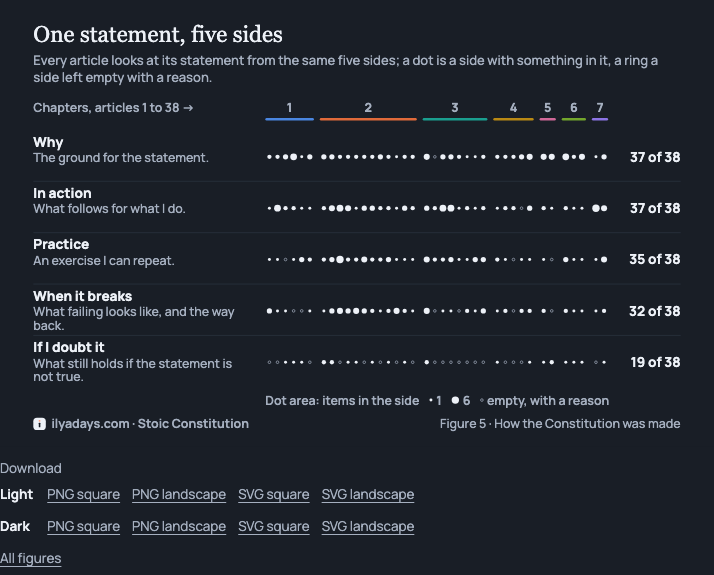 One statement, five sides
Every article looks at its statement from the same five sides; a dot is a side with something in it, a ring a
side left empty with a reason.
Chapters, articles 1 to 38 → 1 2 3 4 5 6 7
Why
The ground for the statement. 37 of 38
In action
What follows for what I do. 37 of 38
Practice
An exercise I can repeat. 35 of 38
When it breaks
What failing looks like, and the way
back.
32 of 38
If I doubt it
What still holds if the statement is
not true.
19 of 38
Dot area: items in the side 1 6 empty, with a reason
i ilyadays.com · Stoic Constitution Figure 5 · How the Constitution was made
Download
Light PNG square PNG landscape SVG square SVG landscape
Dark PNG square PNG landscape SVG square SVG landscape
All figures